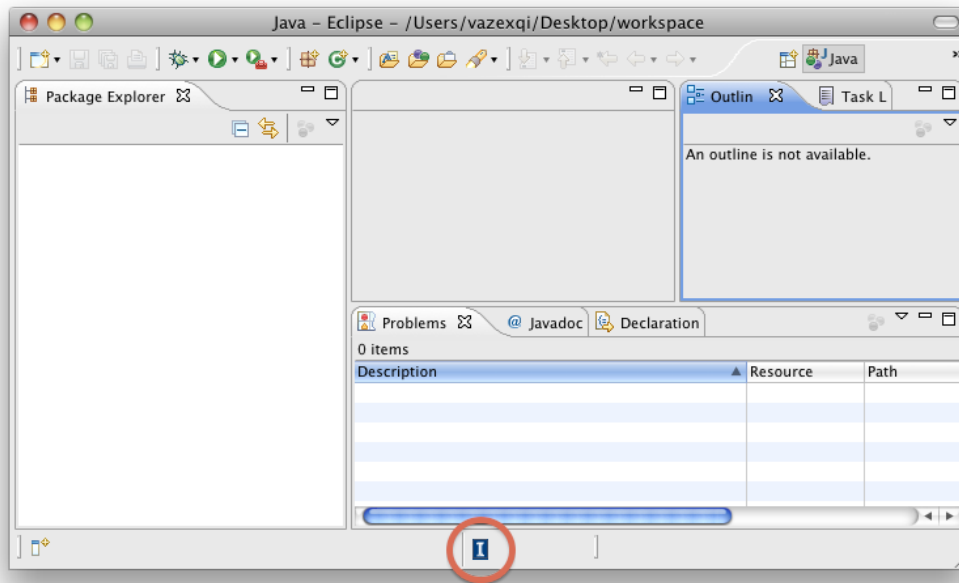 Java – Eclipse – /Users/vazexqi/Desktop/workspace
Java
Package Explorer
Outlin
Task L
An outline is not available.
Problems
@ Javadoc
Declaration
0 items
Description
Resource
Path
I